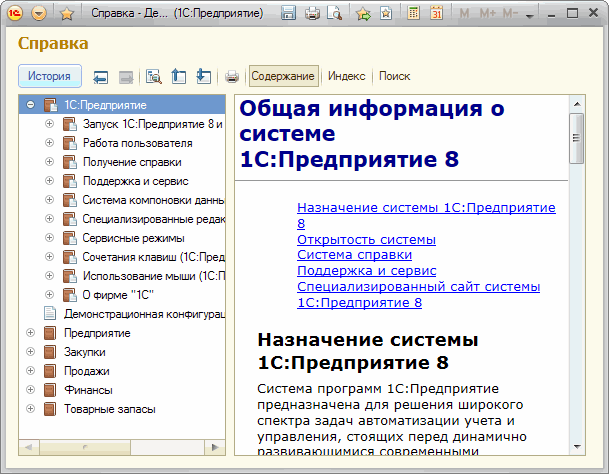 Справка - Де... (1С:Предприятие)
M M+ M-
Справка
История
Содержание
Индекс
Поиск
1С:Предприятие
Запуск 1С:Предприятие 8 и
Работа пользователя
Получение справки
Поддержка и сервис
Система компоновки данны
Специализированные редак
Сервисные режимы
Сочетания клавиш (1С:Пред
Использование мыши (1С:П
О фирме "1С"
Демонстрационная конфигурац
Предприятие
Закупки
Продажи
Финансы
Товарные запасы
Общая информация о
системе
1С:Предприятие 8
Назначение системы 1С:Предприятие
8
Открытость системы
Система справки
Поддержка и сервис
Специализированный сайт системы
1С:Предприятие 8
Назначение системы
1С:Предприятие 8
Система программ 1С:Предприятие
предназначена для решения широкого
спектра задач автоматизации учета и
управления, стоящих перед динамично
развивающимися современными